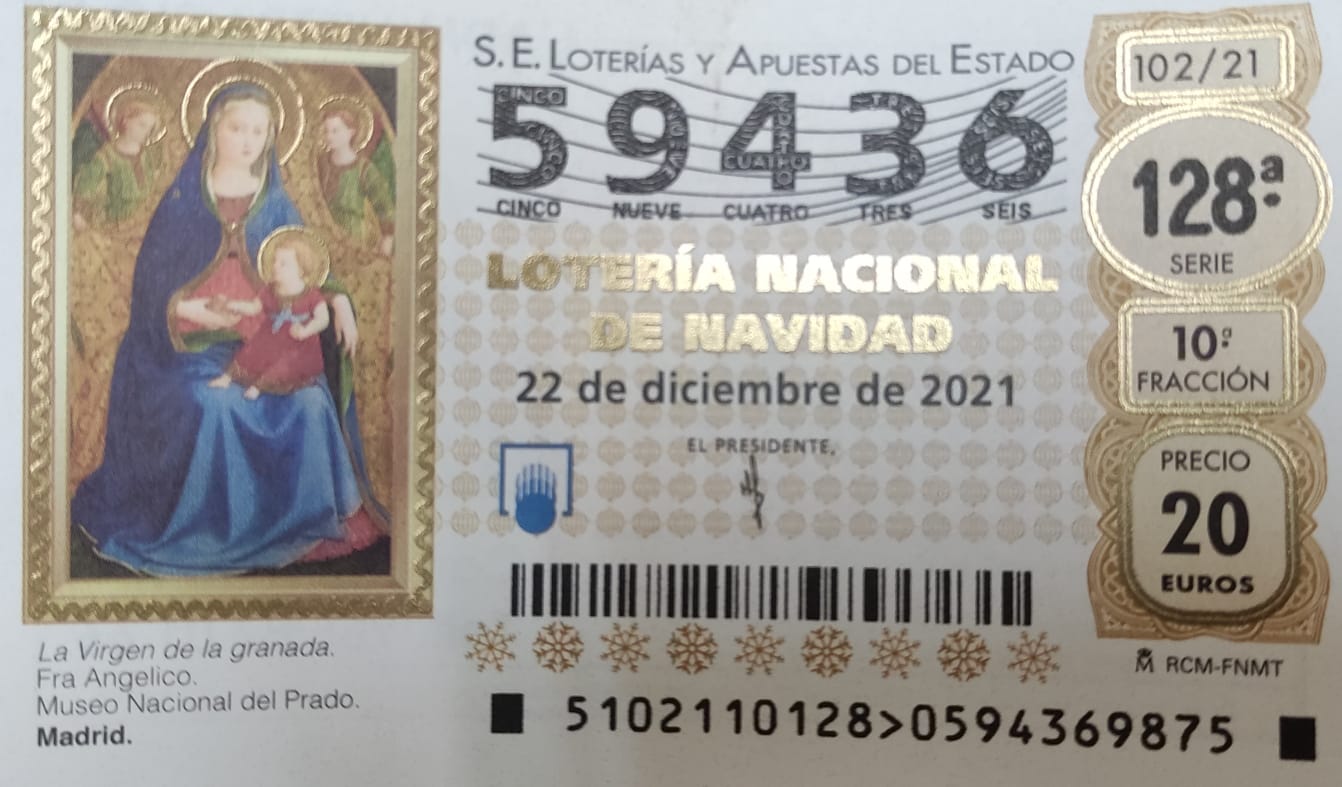 S.E. LOTERÍAS Y APUESTAS DEL ESTADO
59436
CINCO NUEVE CUATRO TRES SEIS
LOTERÍA NACIONAL
DE NAVIDAD
22 de diciembre de 2021
EL PRESIDENTE,
102/21
128ª
SERIE
10ª
FRACCIÓN
PRECIO
20
EUROS
RCM-FNMT
La Virgen de la granada.
Fra Angelico.
Museo Nacional del Prado.
Madrid.
5102110128>0594369875